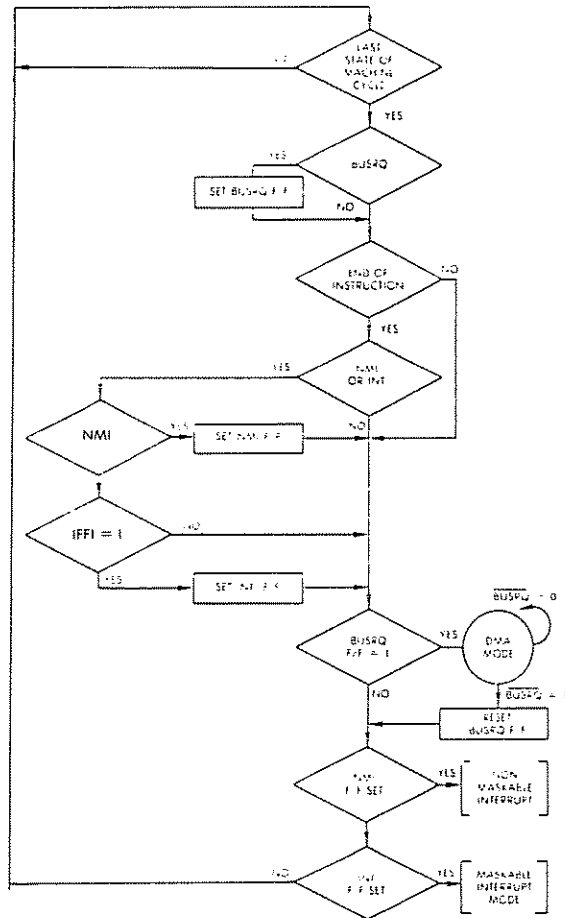 LAST
STATE OF
MACHINE
CYCLE
NO
YES
BUSRQ
YES
SET BUSRQ F/F
NO
END OF
INSTRUCTION
NO
YES
NMI
OR INT
YES
NO
NMI
YES
SET NMI F/F
IFF1 = 1
NO
YES
SET INT F/F
BUSRQ
F/F = 1
YES
NO
DMA
MODE
BUSRQ = 0
BUSRQ =
RESET
BUSRQ F/F
NMI
F/F SET
YES
NON
MASKABLE
INTERRUPT
INT
F/F SET
NO
YES
MASKABLE
INTERRUPT
MODE